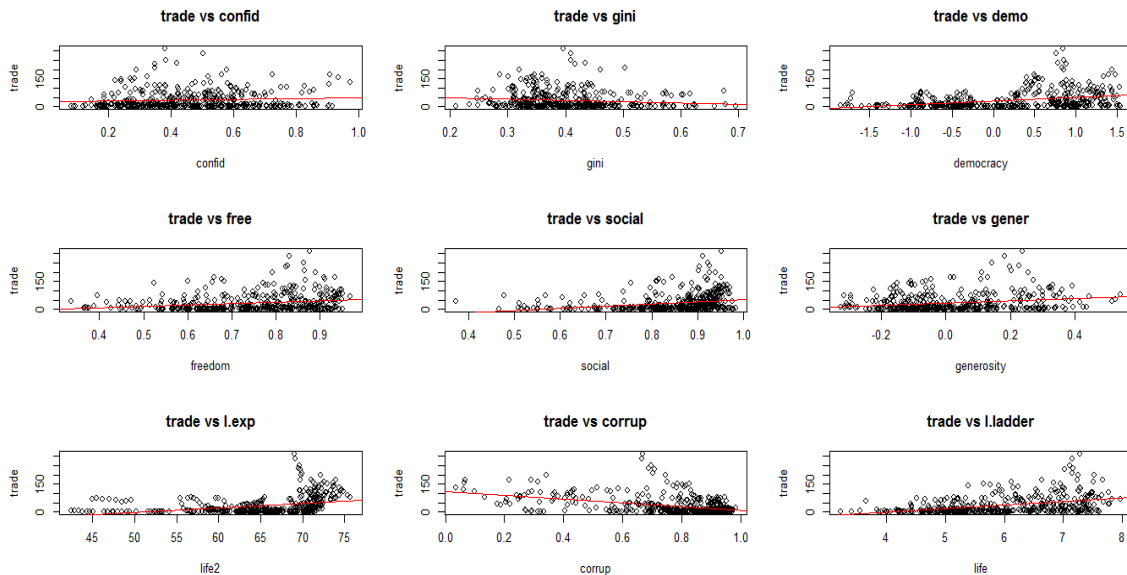 trade vs confid
trade
0 150
0.2 0.4 0.6 0.8 1.0
confid
trade vs gini
trade
0 150
0.2 0.3 0.4 0.5 0.6 0.7
gini
trade vs demo
trade
0 150
-1.5 -1.0 -0.5 0.0 0.5 1.0 1.5
democracy
trade vs free
trade
0 150
0.4 0.5 0.6 0.7 0.8 0.9
freedom
trade vs social
trade
0 150
0.4 0.5 0.6 0.7 0.8 0.9 1.0
social
trade vs gener
trade
0 150
-0.2 0.0 0.2 0.4
generosity
trade vs l.exp
trade
0 150
45 50 55 60 65 70 75
life2
trade vs corrup
trade
0 150
0.0 0.2 0.4 0.6 0.8 1.0
corrup
trade vs l.ladder
trade
0 150
4 5 6 7 8
life